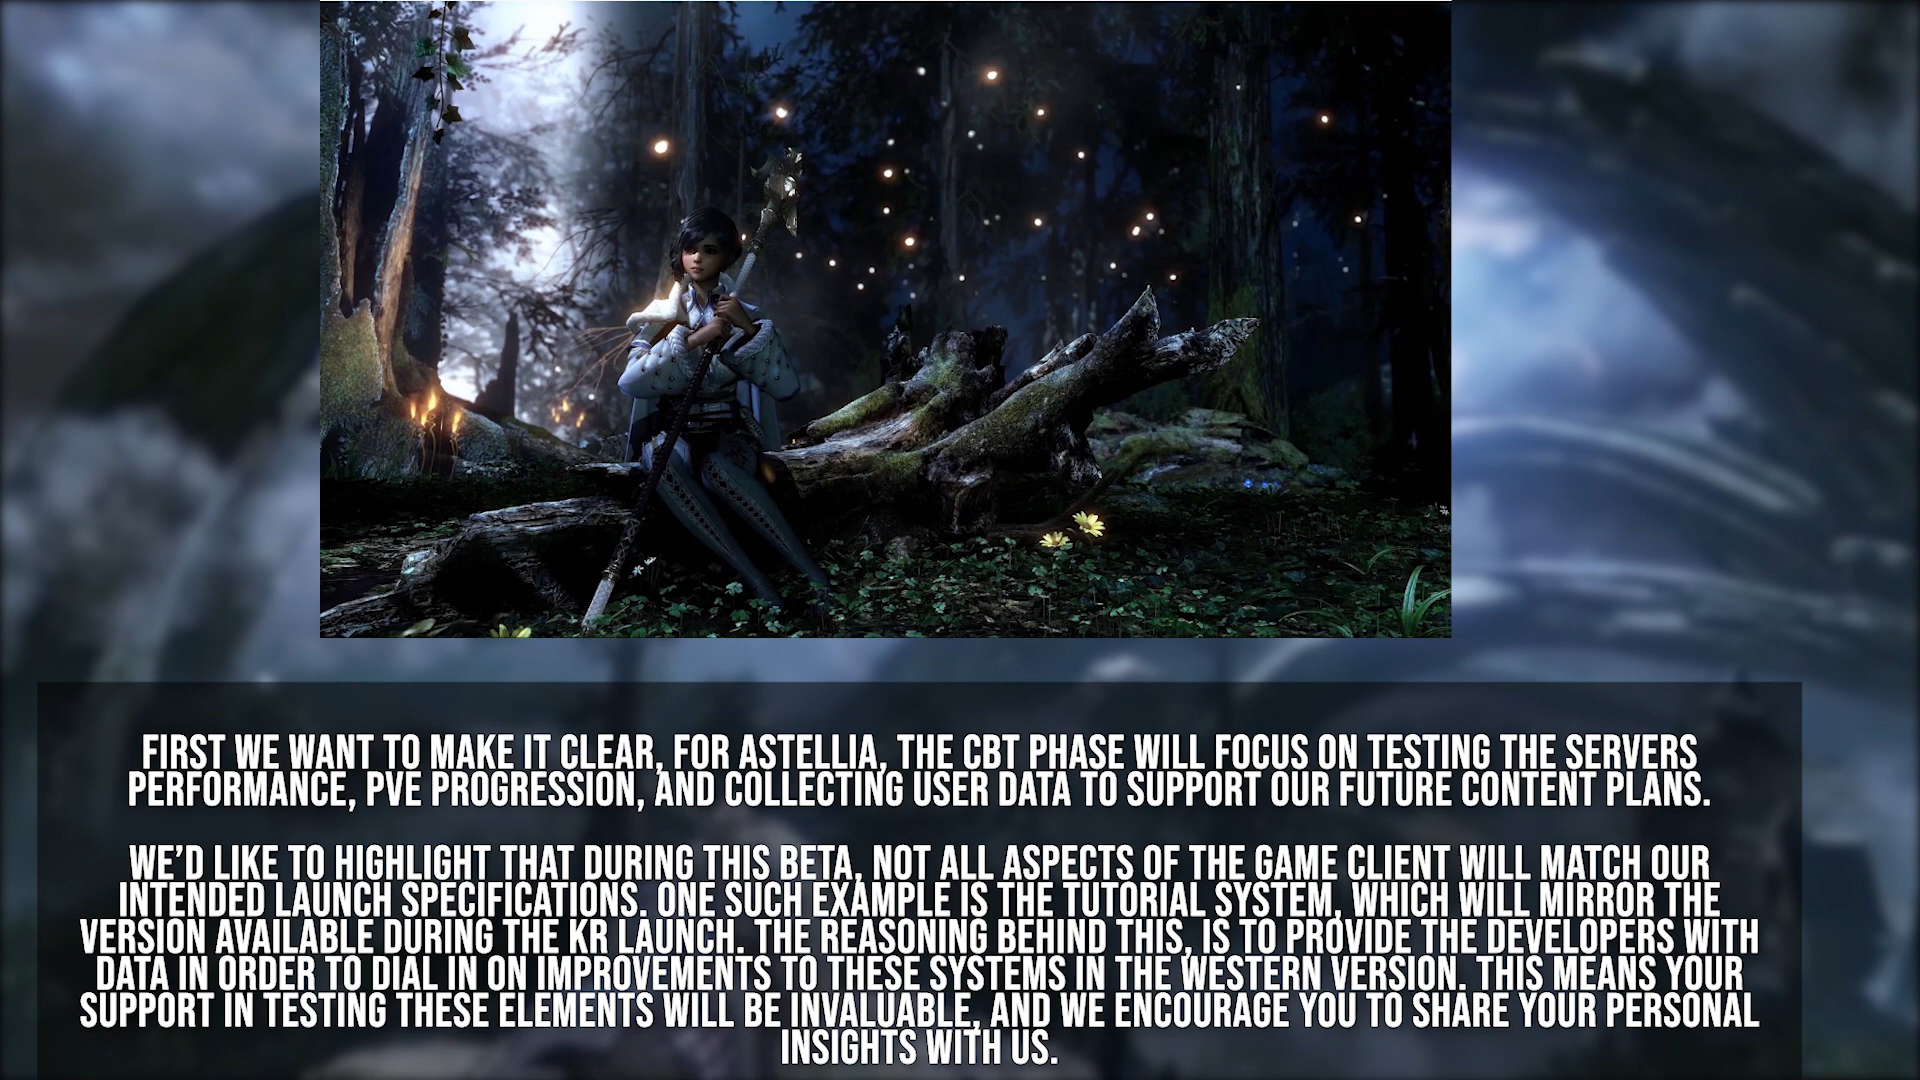 FIRST WE WANT TO MAKE IT CLEAR, FOR ASTELLIA, THE CBT PHASE WILL FOCUS ON TESTING THE SERVERS
PERFORMANCE, PVE PROGRESSION, AND COLLECTING USER DATA TO SUPPORT OUR FUTURE CONTENT PLANS.
WE'D LIKE TO HIGHLIGHT THAT DURING THIS BETA, NOT ALL ASPECTS OF THE GAME CLIENT WILL MATCH OUR
INTENDED LAUNCH SPECIFICATIONS. ONE SUCH EXAMPLE IS THE TUTORIAL SYSTEM, WHICH WILL MIRROR THE
VERSION AVAILABLE DURING THE KR LAUNCH. THE REASONING BEHIND THIS, IS TO PROVIDE THE DEVELOPERS WITH
DATA IN ORDER TO DIAL IN ON IMPROVEMENTS TO THESE SYSTEMS IN THE WESTERN VERSION. THIS MEANS YOUR
SUPPORT IN TESTING THESE ELEMENTS WILL BE INVALUABLE, AND WE ENCOURAGE YOU TO SHARE YOUR PERSONAL
INSIGHTS WITH US.